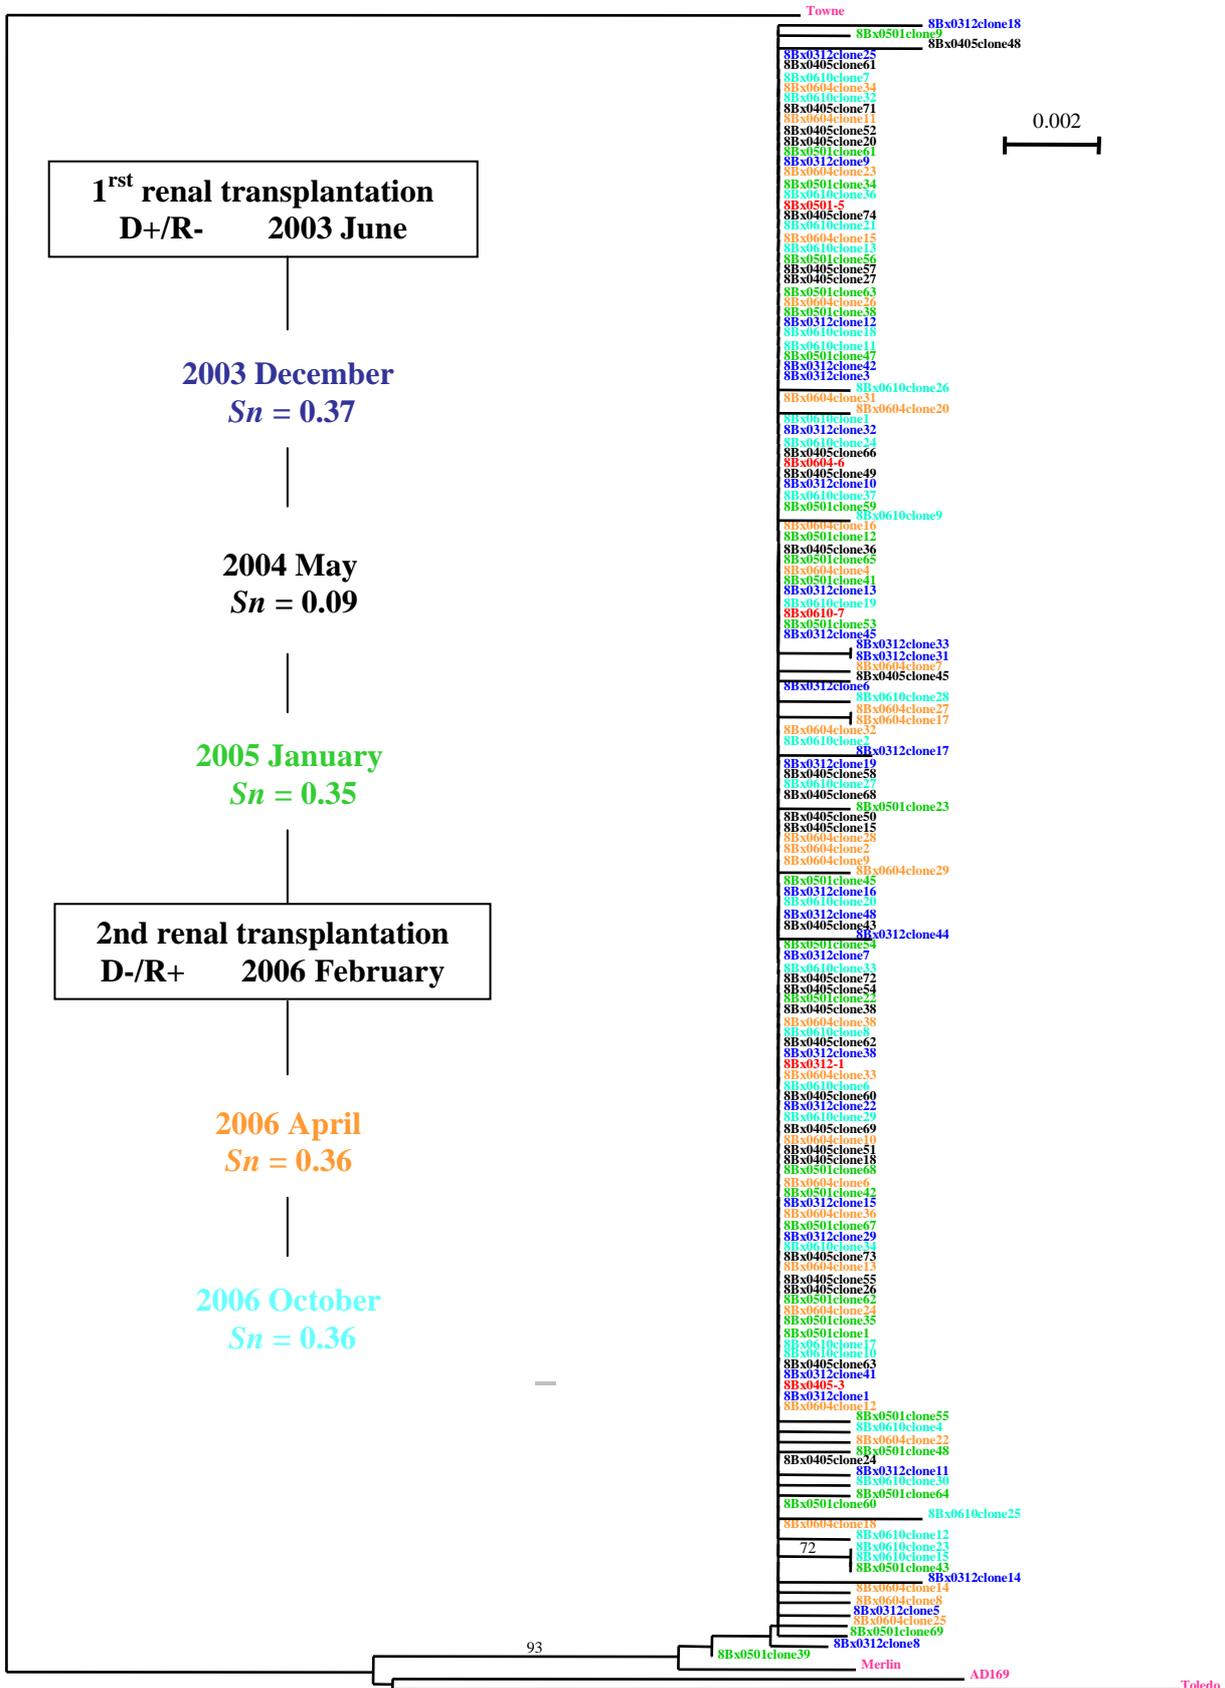 Towne
8Bx0312clone18
8Bx0501clone9
8Bx0405clone48
8Bx0312clone25
8Bx0405clone61
8Bx0610clone7
8Bx0604clone34
8Bx0610clone32
8Bx0405clone71
8Bx0604clone11
8Bx0405clone52
8Bx0405clone20
8Bx0501clone61
8Bx0312clone9
8Bx0604clone23
8Bx0501clone34
8Bx0610clone36
8Bx0501-5
8Bx0405clone74
8Bx0610clone21
8Bx0604clone15
8Bx0610clone13
8Bx0501clone56
8Bx0405clone57
8Bx0405clone27
8Bx0501clone63
8Bx0604clone26
8Bx0501clone38
8Bx0312clone12
8Bx0610clone18
8Bx0610clone11
8Bx0501clone47
8Bx0312clone42
8Bx0312clone3
8Bx0610clone26
8Bx0604clone31
8Bx0604clone20
8Bx0610clone1
8Bx0312clone32
8Bx0610clone24
8Bx0405clone66
8Bx0604-6
8Bx0405clone49
8Bx0312clone10
8Bx0610clone37
8Bx0501clone59
8Bx0610clone9
8Bx0604clone16
8Bx0501clone12
8Bx0405clone36
8Bx0501clone65
8Bx0604clone4
8Bx0501clone41
8Bx0312clone13
8Bx0610clone19
8Bx0610-7
8Bx0501clone53
8Bx0312clone45
8Bx0312clone33
8Bx0312clone31
8Bx0604clone7
8Bx0405clone45
8Bx0312clone6
8Bx0610clone28
8Bx0604clone27
8Bx0604clone17
8Bx0604clone32
8Bx0610clone2
8Bx0312clone17
8Bx0312clone19
8Bx0405clone58
8Bx0610clone27
8Bx0405clone68
8Bx0501clone23
8Bx0405clone50
8Bx0405clone15
8Bx0604clone28
8Bx0604clone2
8Bx0604clone9
8Bx0604clone29
8Bx0501clone45
8Bx0312clone16
8Bx0610clone20
8Bx0312clone48
8Bx0405clone43
8Bx0312clone44
8Bx0501clone54
8Bx0312clone7
8Bx0610clone33
8Bx0405clone72
8Bx0405clone54
8Bx0501clone22
8Bx0405clone38
8Bx0604clone38
8Bx0610clone8
8Bx0405clone62
8Bx0312clone38
8Bx0312-1
8Bx0604clone33
8Bx0610clone6
8Bx0405clone60
8Bx0312clone22
8Bx0610clone29
8Bx0405clone69
8Bx0604clone10
8Bx0405clone51
8Bx0405clone18
8Bx0501clone68
8Bx0604clone6
8Bx0501clone42
8Bx0312clone15
8Bx0604clone36
8Bx0501clone67
8Bx0312clone29
8Bx0610clone34
8Bx0405clone73
8Bx0604clone13
8Bx0405clone55
8Bx0405clone26
8Bx0501clone62
8Bx0604clone24
8Bx0501clone35
8Bx0501clone1
8Bx0610clone17
8Bx0610clone10
8Bx0405clone63
8Bx0312clone41
8Bx0405-3
8Bx0312clone1
8Bx0604clone12
8Bx0501clone55
8Bx0610clone4
8Bx0604clone22
8Bx0501clone48
8Bx0405clone24
8Bx0312clone11
8Bx0610clone30
8Bx0501clone64
8Bx0501clone60
8Bx0610clone25
8Bx0604clone18
8Bx0610clone12
72
8Bx0610clone23
8Bx0610clone15
8Bx0501clone43
8Bx0312clone14
8Bx0604clone14
8Bx0604clone8
8Bx0312clone5
8Bx0604clone25
8Bx0501clone69
8Bx0312clone8
93
8Bx0501clone39
Merlin
AD169
Toledo
0.002
1rst renal transplantation
D+/R- 2003 June
2003 December
Sn = 0.37
2004 May
Sn = 0.09
2005 January
Sn = 0.35
2nd renal transplantation
D-/R+ 2006 February
2006 April
Sn = 0.36
2006 October
Sn = 0.36